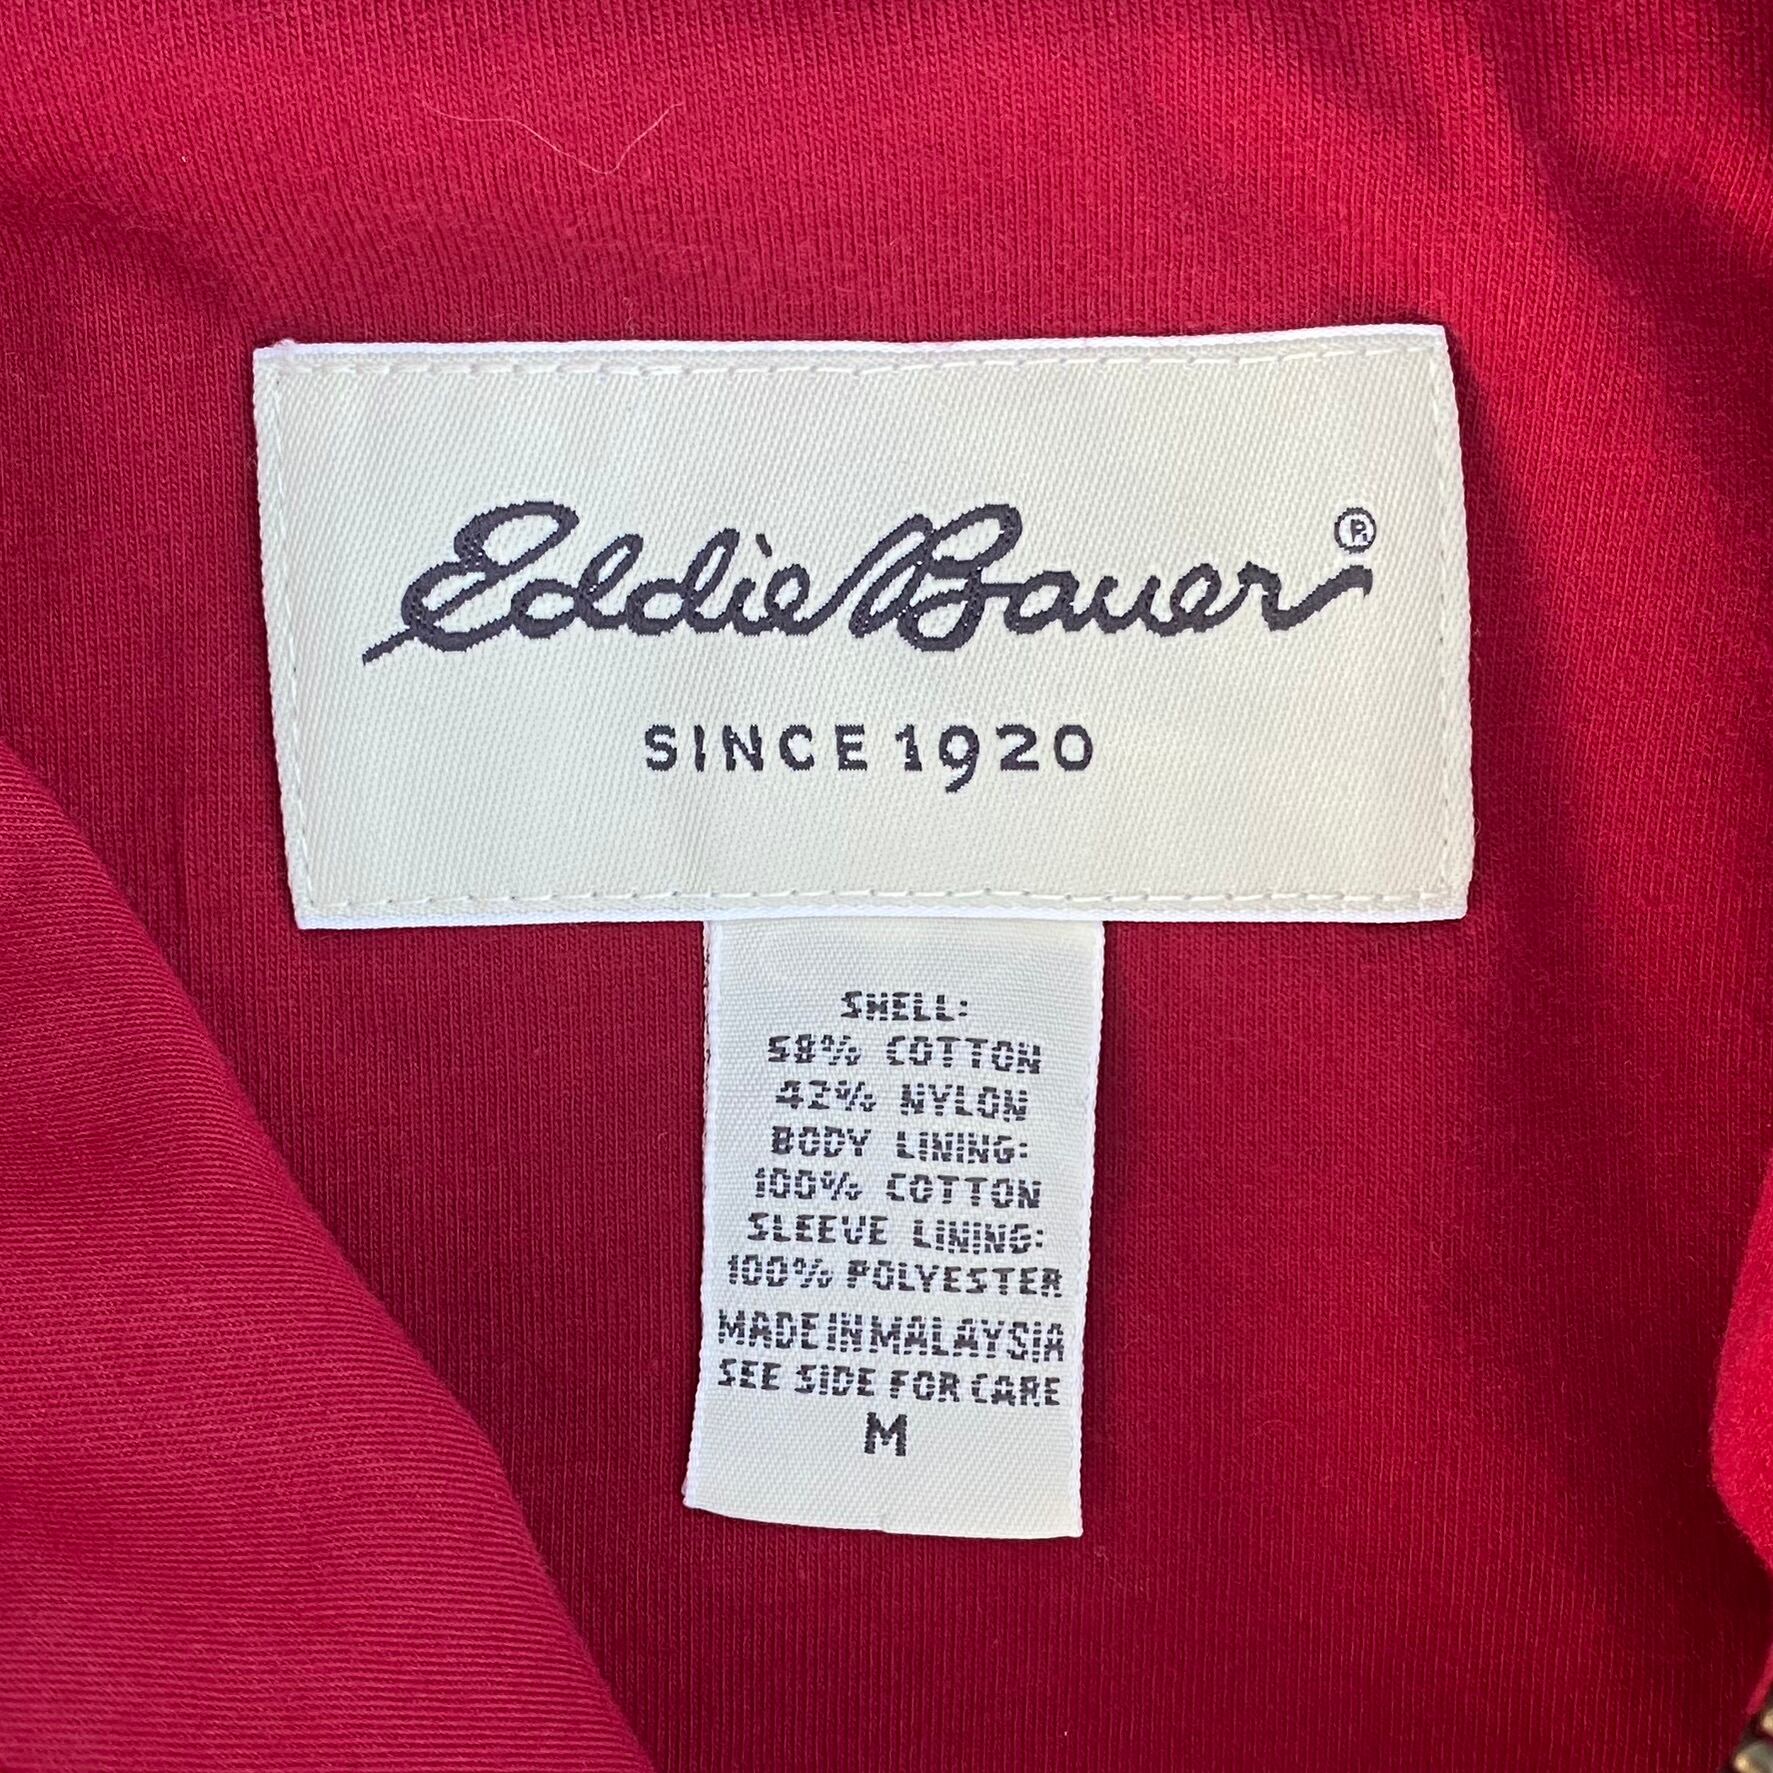 Eddie Bauer ®
SINCE 1920
SHELL:
58% COTTON
42% NYLON
BODY LINING:
100% COTTON
SLEEVE LINING:
100% POLYESTER
MADE IN MALAYSIA
SEE SIDE FOR CARE
M